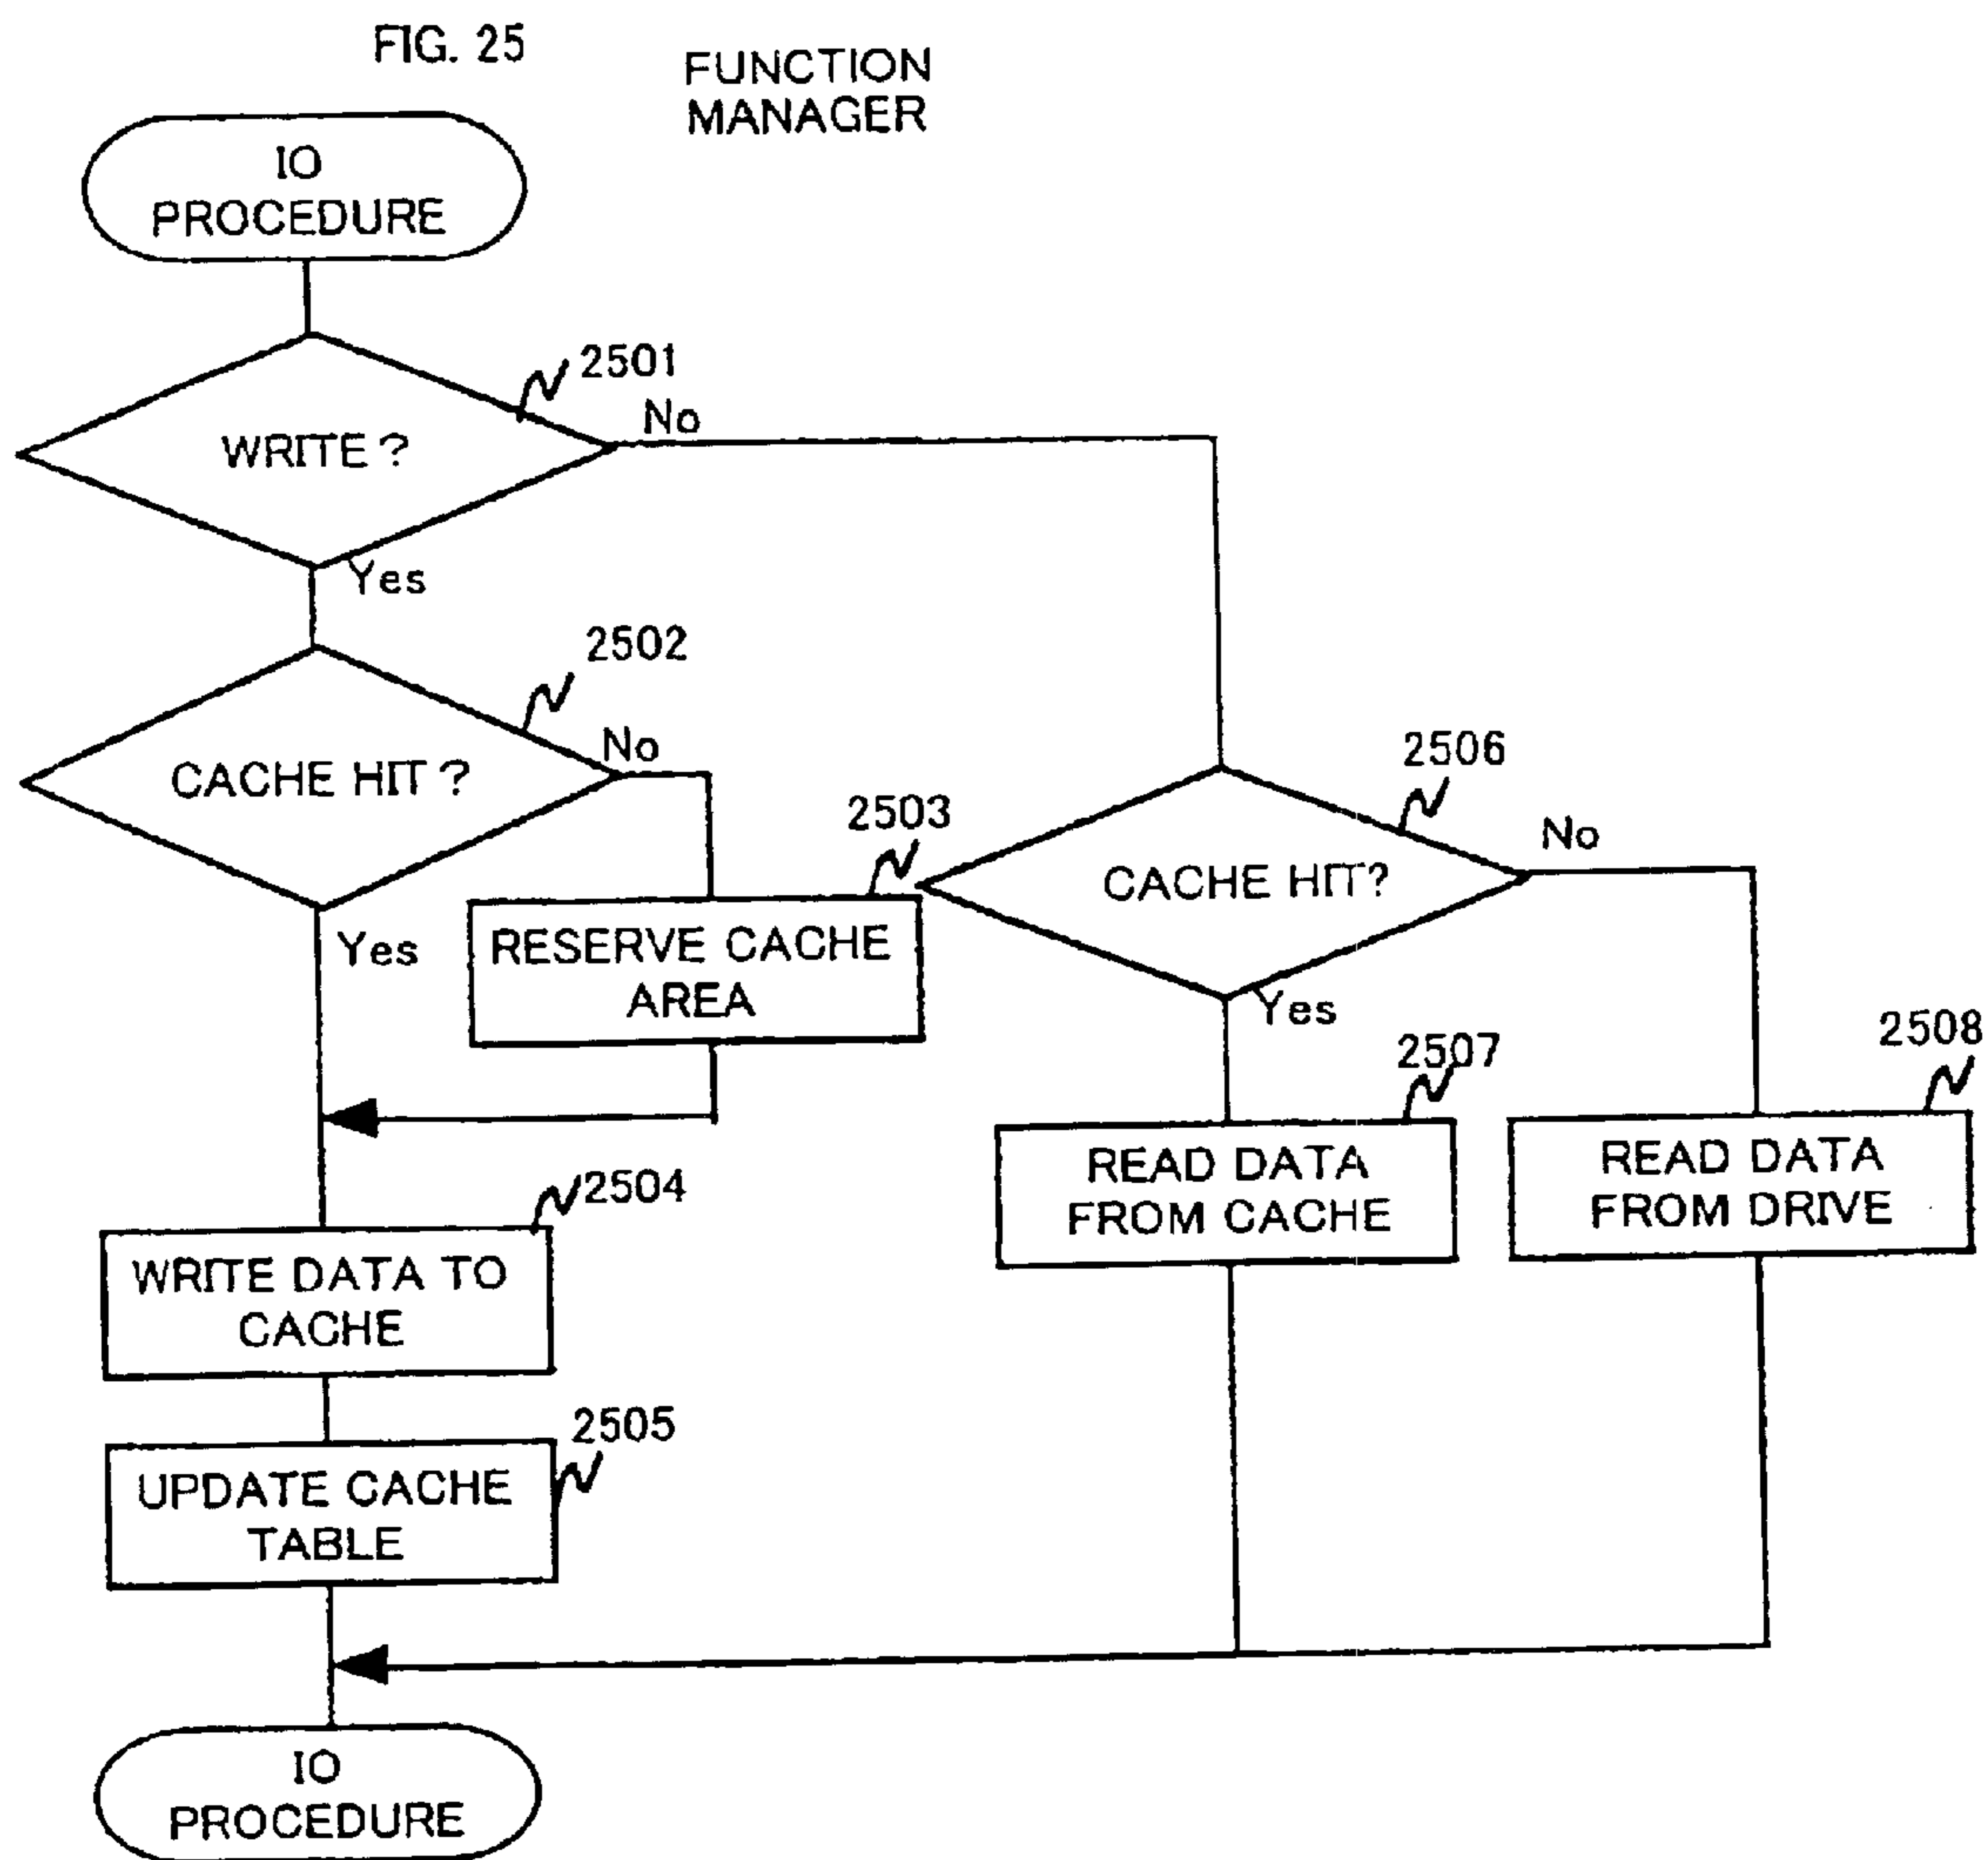 FIG. 25
FUNCTION
MANAGER
IO
PROCEDURE
2501
WRITE ?
No
Yes
2502
CACHE HIT ?
No
Yes
2503
RESERVE CACHE
AREA
2504
WRITE DATA TO
CACHE
2505
UPDATE CACHE
TABLE
2506
CACHE HIT?
No
Yes
2507
READ DATA
FROM CACHE
2508
READ DATA
FROM DRIVE
IO
PROCEDURE